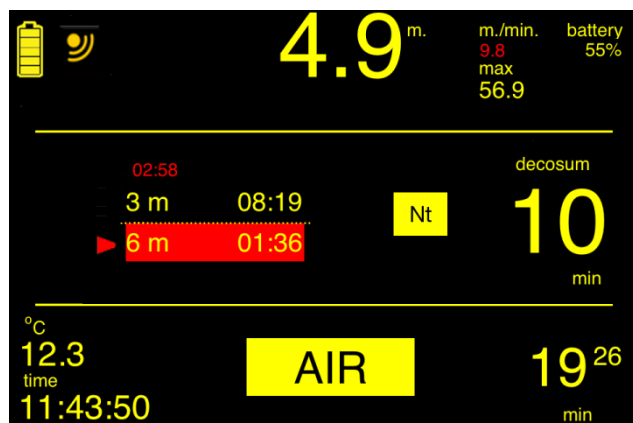 4.9 m.
m./min. battery
9.8 55%
max
56.9
02:58
3 m 08:19
6 m 01:36
Nt
decosum
10
min
°C
12.3
time
11:43:50
AIR
19 26
min